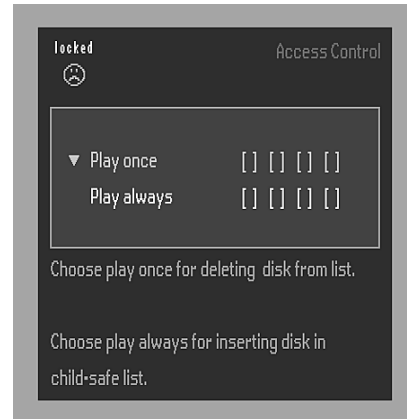 locked
Access Control
▼ Play once [ ] [ ] [ ] [ ]
Play always [ ] [ ] [ ] [ ]
Choose play once for deleting disk from list.
Choose play always for inserting disk in
child-safe list.